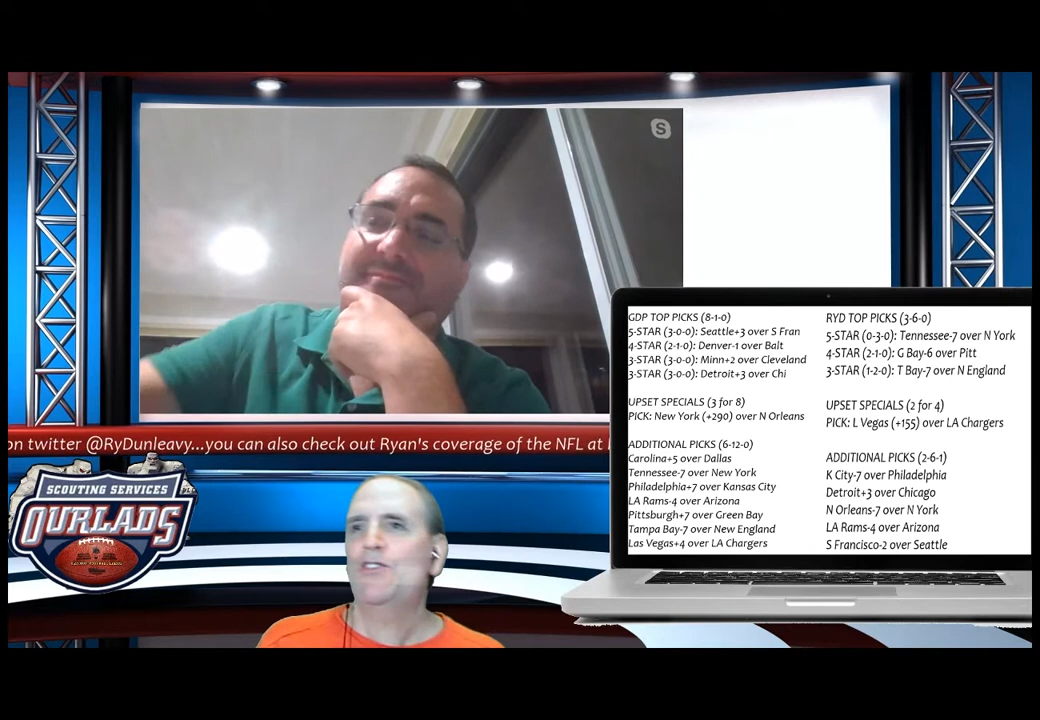 S
GDP TOP PICKS (8-1-0)
5-STAR (3-0-0): Seattle+3 over S Fran
4-STAR (2-1-0): Denver-1 over Balt
3-STAR (3-0-0): Minn+2 over Cleveland
3-STAR (3-0-0): Detroit+3 over Chi
UPSET SPECIALS (3 for 8)
PICK: New York (+290) over N Orleans
ADDITIONAL PICKS (6-12-0)
Carolina+5 over Dallas
Tennessee-7 over New York
Philadelphia+7 over Kansas City
LA Rams-4 over Arizona
Pittsburgh+7 over Green Bay
Tampa Bay-7 over New England
Las Vegas+4 over LA Chargers
RYD TOP PICKS (3-6-0)
5-STAR (0-3-0): Tennessee-7 over N York
4-STAR (2-1-0): G Bay-6 over Pitt
3-STAR (1-2-0): T Bay-7 over N England
UPSET SPECIALS (2 for 4)
PICK: L Vegas (+155) over LA Chargers
ADDITIONAL PICKS (2-6-1)
K City-7 over Philadelphia
Detroit+3 over Chicago
N Orleans-7 over N York
LA Rams-4 over Arizona
S Francisco-2 over Seattle
on twitter @RyDunleavy...you can also check out Ryan's coverage of the NFL at
SCOUTING SERVICES
OURLADS